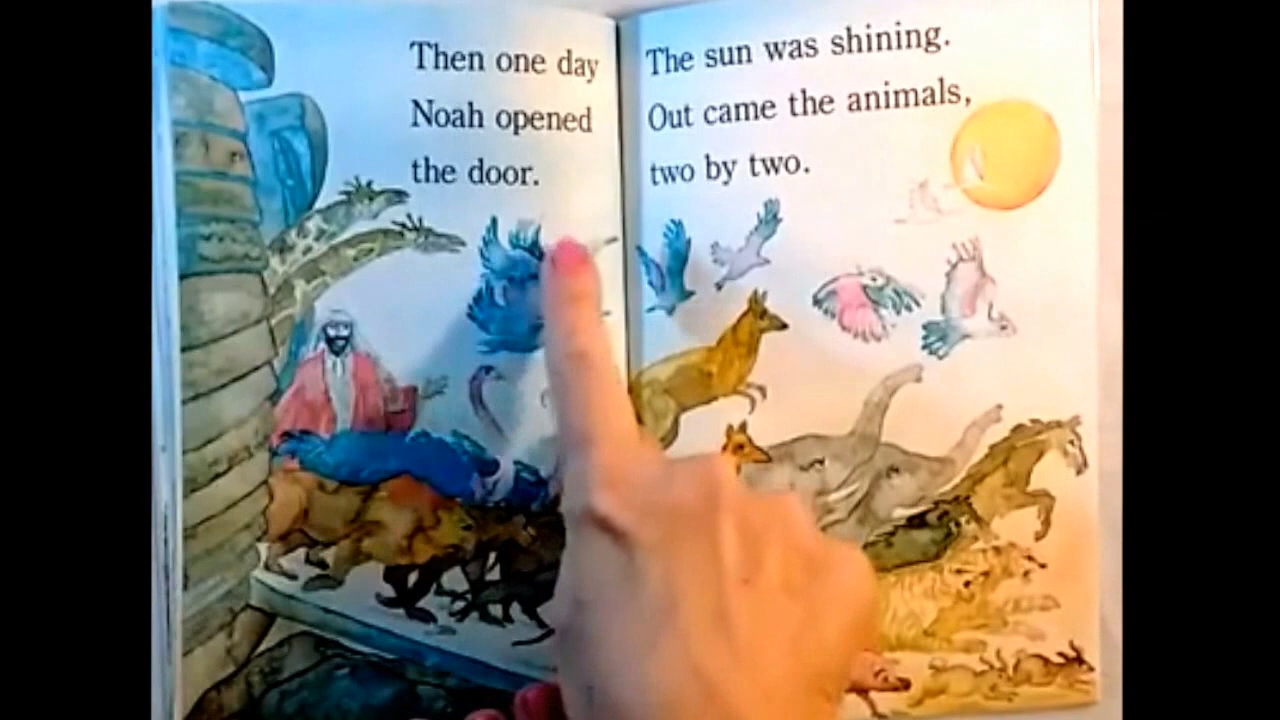 Then one day
Noah opened
the door.
The sun was shining.
Out came the animals,
two by two.